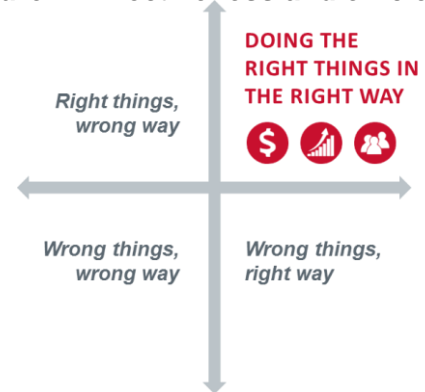 DOING THE
RIGHT THINGS IN
THE RIGHT WAY
Right things,
wrong way
$
Wrong things,
wrong way
Wrong things,
right way